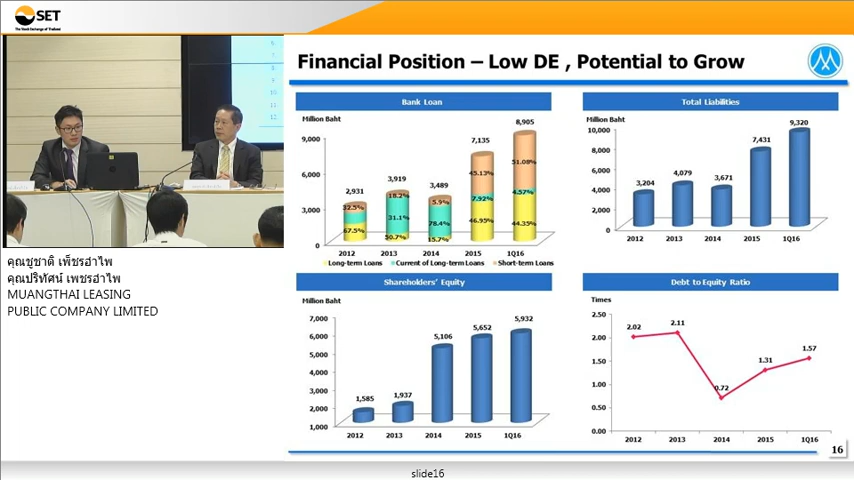 SET
The Stock Exchange of Thailand
Financial Position – Low DE , Potential to Grow
Bank Loan
Million Baht
9,000
6,000
3,000
0
2,931
3,919
3,489
7,135
8,905
32.5%
67.5%
18.2%
31.1%
50.7%
5.9%
78.4%
15.7%
45.13%
7.92%
46.95%
51.08%
4.57%
44.35%
2012 2013 2014 2015 1Q16
Long-term Loans Current of Long-term Loans Short-term Loans
Total Liabilities
Million Baht
10,000
8,000
6,000
4,000
2,000
0
3,204
4,079
3,671
7,431
9,320
2012 2013 2014 2015 1Q16
คุณชูชาติ เพ็ชรอำไพ
คุณปริทัศน์ เพชรอำไพ
MUANGTHAI LEASING
PUBLIC COMPANY LIMITED
Shareholders' Equity
Million Baht
7,000
6,000
5,000
4,000
3,000
2,000
1,000
1,585
1,937
5,106
5,652
5,932
2012 2013 2014 2015 1Q16
Debt to Equity Ratio
Times
2.50
2.00
1.50
1.00
0.50
0.00
2.02
2.11
0.72
1.31
1.57
2012 2013 2014 2015 1Q16
16
slide16